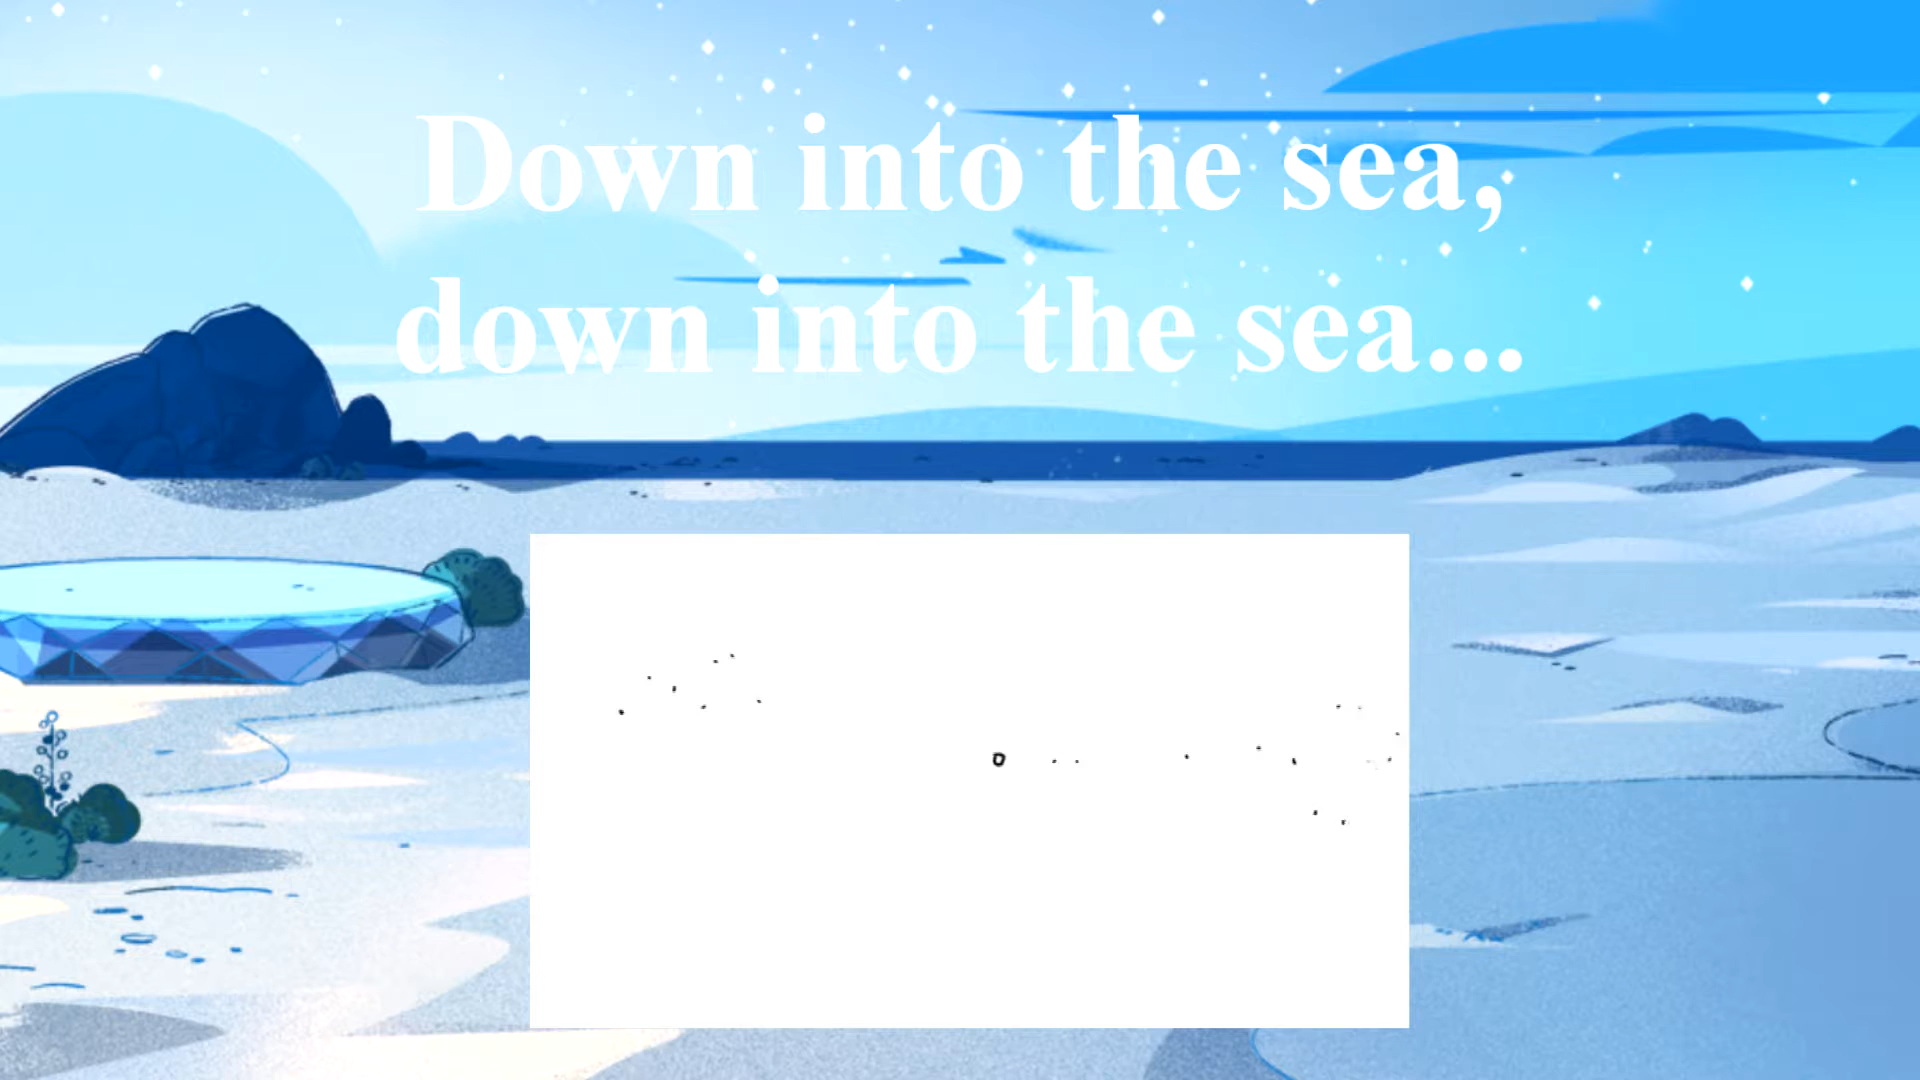 Down into the sea,
down into the sea...